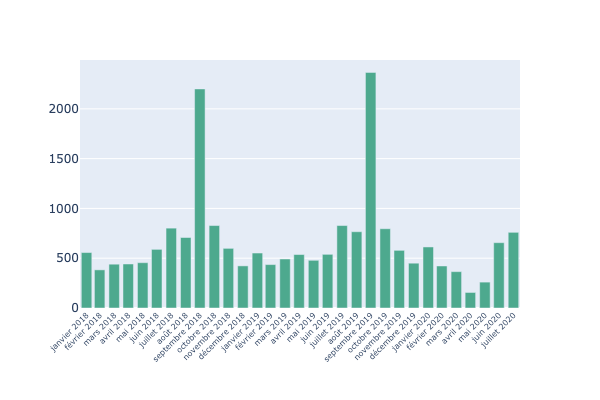 2000
1500
1000
500
0
janvier 2018
février 2018
mars 2018
avril 2018
mai 2018
juin 2018
juillet 2018
août 2018
septembre 2018
octobre 2018
novembre 2018
décembre 2018
janvier 2019
février 2019
mars 2019
avril 2019
mai 2019
juin 2019
juillet 2019
août 2019
septembre 2019
octobre 2019
novembre 2019
décembre 2019
janvier 2020
février 2020
mars 2020
avril 2020
mai 2020
juin 2020
juillet 2020